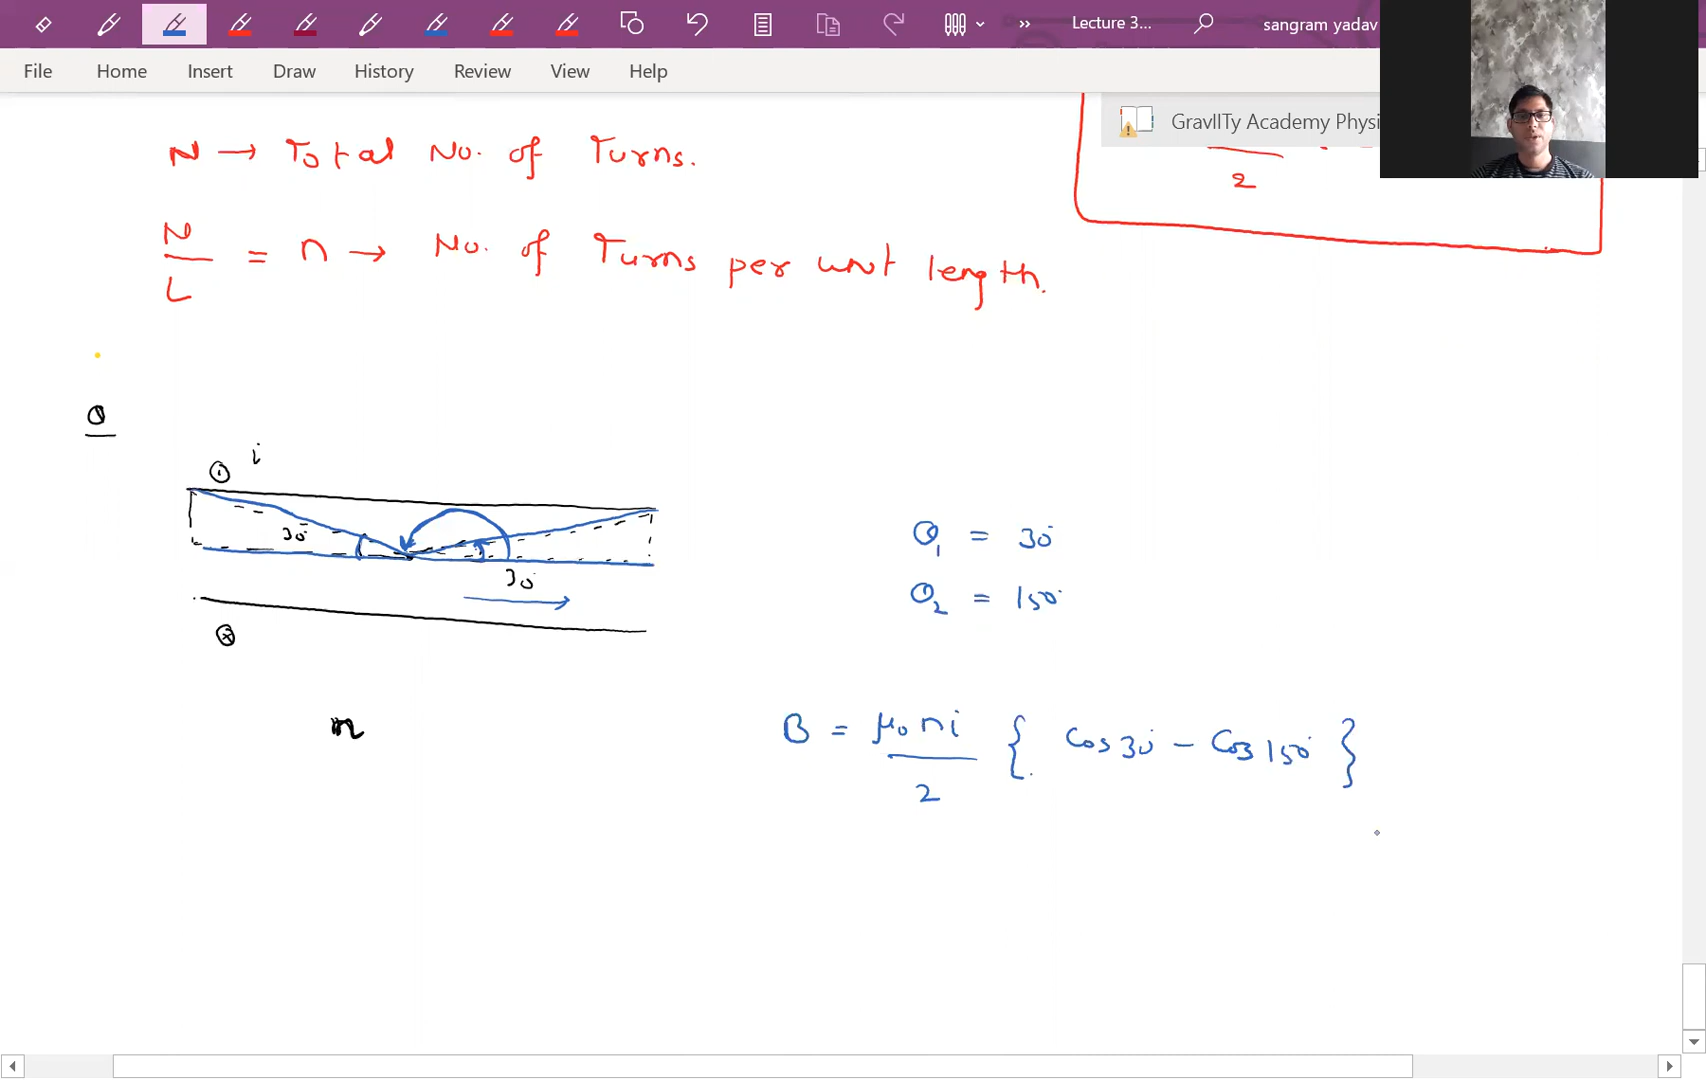 Lecture 3...
sangram yadav
File Home Insert Draw History Review View Help
GravIITy Academy Physi
N → Total No. of Turns.
2
N/L = n → No. of Turns per unit length.
Q
① i
30°
30°
θ₁ = 30°
θ₂ = 150°
⊗
n
B = μ₀ni/2 { Cos 30° - Cos 150° }